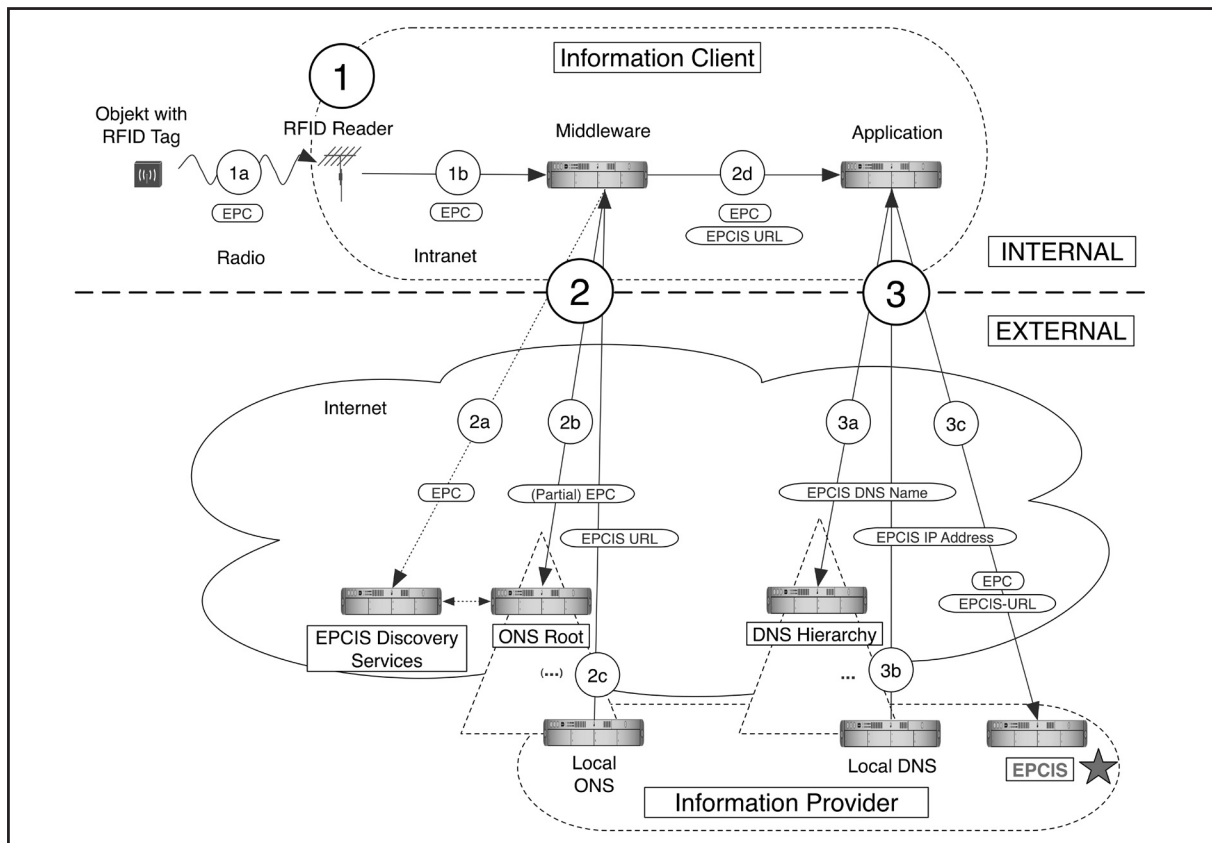 Information Client
1
Objekt with
RFID Tag
RFID Reader
Middleware
Application
1a
1b
2d
EPC
EPC
EPC
EPCIS URL
Radio
Intranet
INTERNAL
2
3
EXTERNAL
Internet
2a
2b
3a
3c
EPC
(Partial) EPC
EPCIS DNS Name
EPCIS URL
EPCIS IP Address
EPC
EPCIS-URL
EPCIS Discovery
Services
ONS Root
DNS Hierarchy
(...)
2c
...
3b
Local
ONS
Local DNS
EPCIS
Information Provider